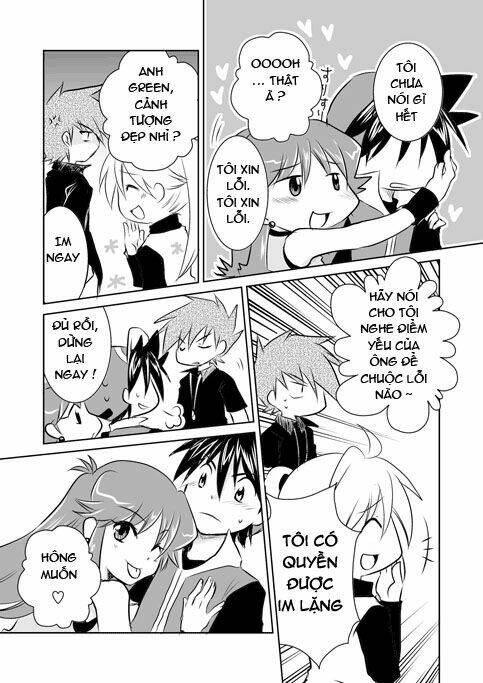 TÔI
CHƯA
NÓI GÌ
HẾT
OOOOH
... THẬT
Ă ?
TÔI XIN
LỖI.
TÔI XIN
LỖI.
ANH
GREEN,
CẢNH
TƯỢNG
ĐẸP NHỈ ?
IM
NGAY
HÃY NÓI
CHO TÔI
NGHE ĐIỂM
YẾU CỦA
ÔNG ĐỂ
CHUỘC LỖI
NÀO ~
ĐỦ RỒI,
DỪNG
LẠI
NGAY !
TÔI CÓ
QUYỀN
ĐƯỢC
IM LẶNG
HÔNG
MUỐN
♡